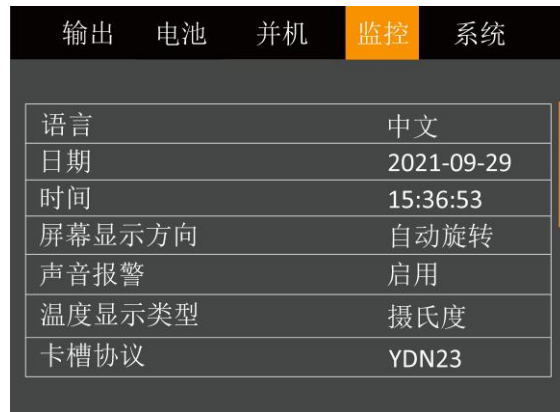 输出 电池 并机 监控 系统
语言 中文
日期 2021-09-29
时间 15:36:53
屏幕显示方向 自动旋转
声音报警 启用
温度显示类型 摄氏度
卡槽协议 YDN23